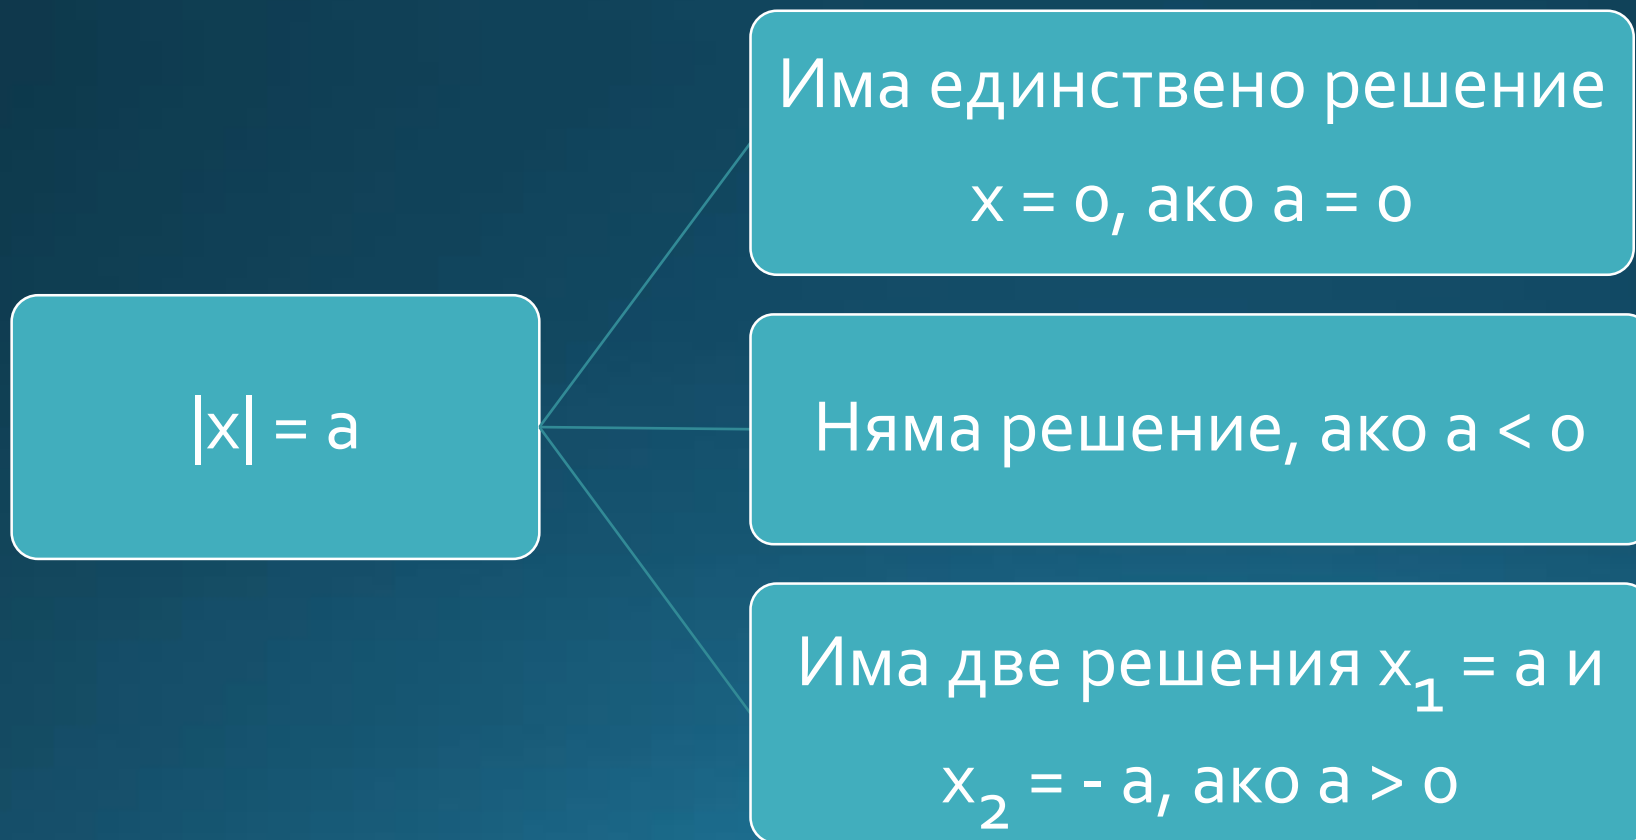 |x| = a
Има единствено решение
x = 0, ако a = 0
Няма решение, ако a < 0
Има две решения x₁ = a и
x₂ = - a, ако a > 0